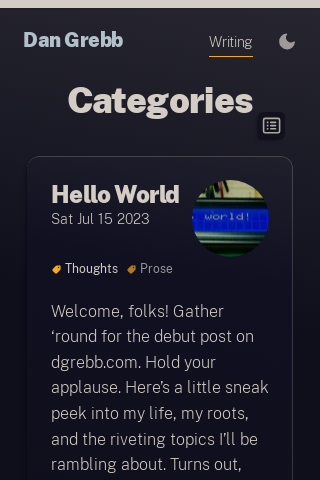 Dan Grebb
Writing
Categories
Hello World
Sat Jul 15 2023
world!
Thoughts
Prose
Welcome, folks! Gather
‘round for the debut post on
dgrebb.com. Hold your
applause. Here’s a little sneak
peek into my life, my roots,
and the riveting topics I’ll be
rambling about. Turns out,